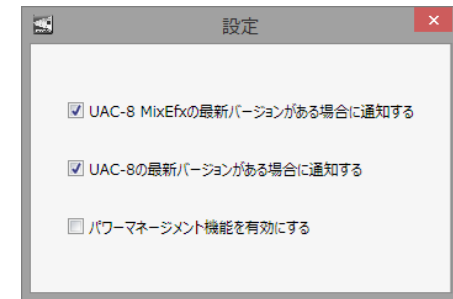 設定
UAC-8 MixEfxの最新バージョンがある場合に通知する
UAC-8の最新バージョンがある場合に通知する
パワーマネージメント機能を有効にする